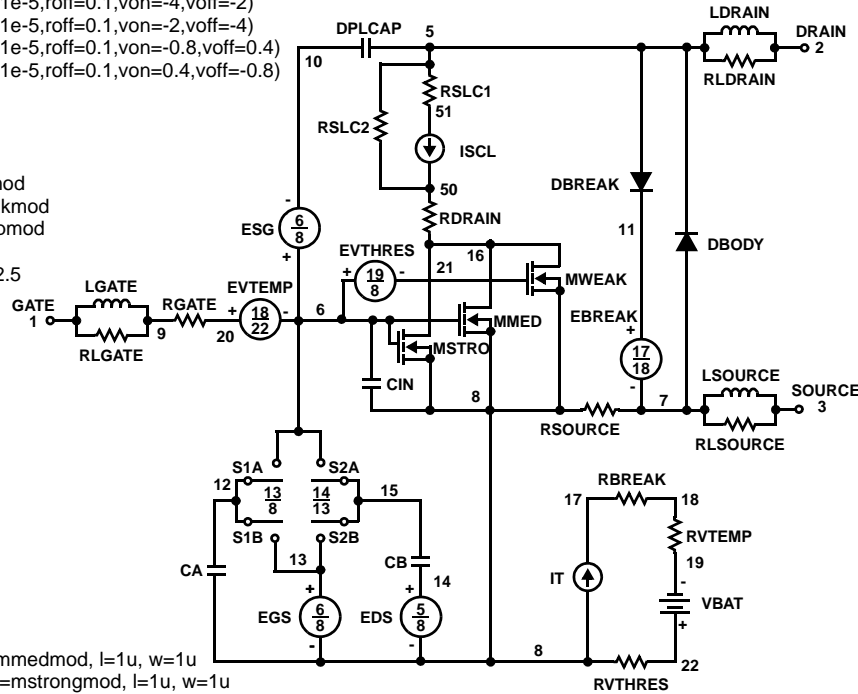 1e-5,roff=0.1,von=-4,voff=-2)
1e-5,roff=0.1,von=-2,voff=-4)
1e-5,roff=0.1,von=-0.8,voff=0.4)
1e-5,roff=0.1,von=0.4,voff=-0.8)
LDRAIN
DPLCAP
5
DRAIN
2
10
RLDRAIN
RSLC1
51
RSLC2
ISCL
50
DBREAK
RDRAIN
ESG
6
8
11
DBODY
EVTHRES
16
21
19
8
MWEAK
LGATE
EVTEMP
GATE
1
RGATE
18
22
6
MMED
EBREAK
9
20
MSTRO
17
18
RLGATE
LSOURCE
CIN
8
7
SOURCE
3
RSOURCE
RLSOURCE
S1A
S2A
12
13
8
14
13
15
RBREAK
17
18
S1B
S2B
RVTEMP
13
CB
19
CA
14
IT
VBAT
EGS
6
8
EDS
5
8
8
22
RVTHRES
kmod
omod
2.5
mmedmod, l=1u, w=1u
=mstrongmod, l=1u, w=1u